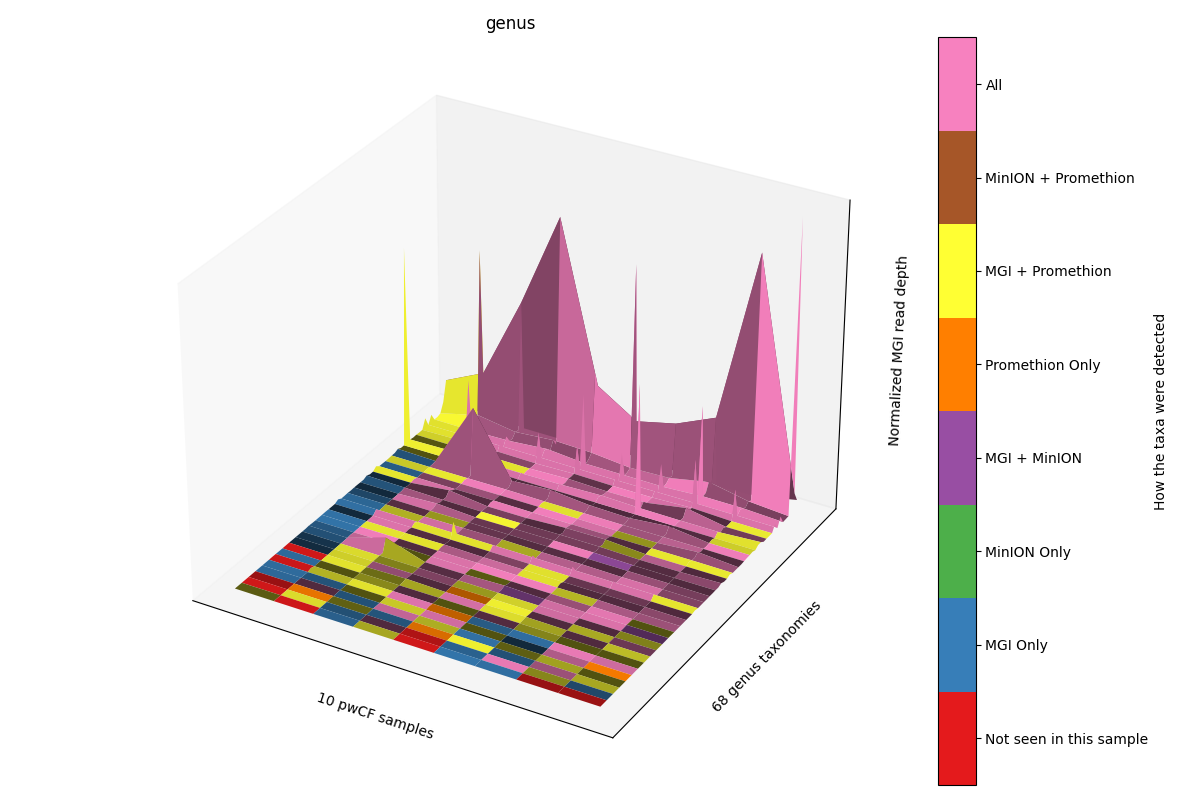 genus
All
MinION + Promethion
MGI + Promethion
Promethion Only
MGI + MinION
MinION Only
MGI Only
Not seen in this sample
How the taxa were detected
Normalized MGI read depth
68 genus taxonomies
10 pwCF samples